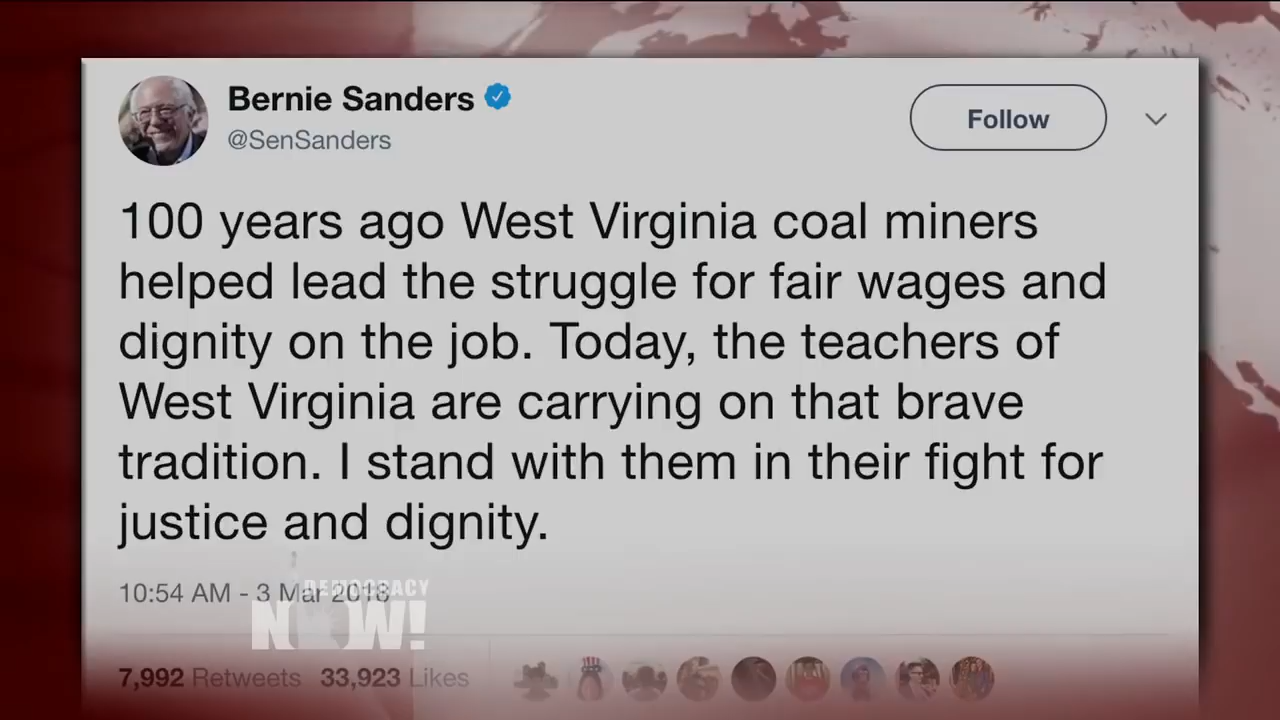 Bernie Sanders
@SenSanders
Follow
100 years ago West Virginia coal miners
helped lead the struggle for fair wages and
dignity on the job. Today, the teachers of
West Virginia are carrying on that brave
tradition. I stand with them in their fight for
justice and dignity.
10:54 AM - 3 Mar 2018
DEMOCRACY
NOW!
7,992 Retweets 33,923 Likes